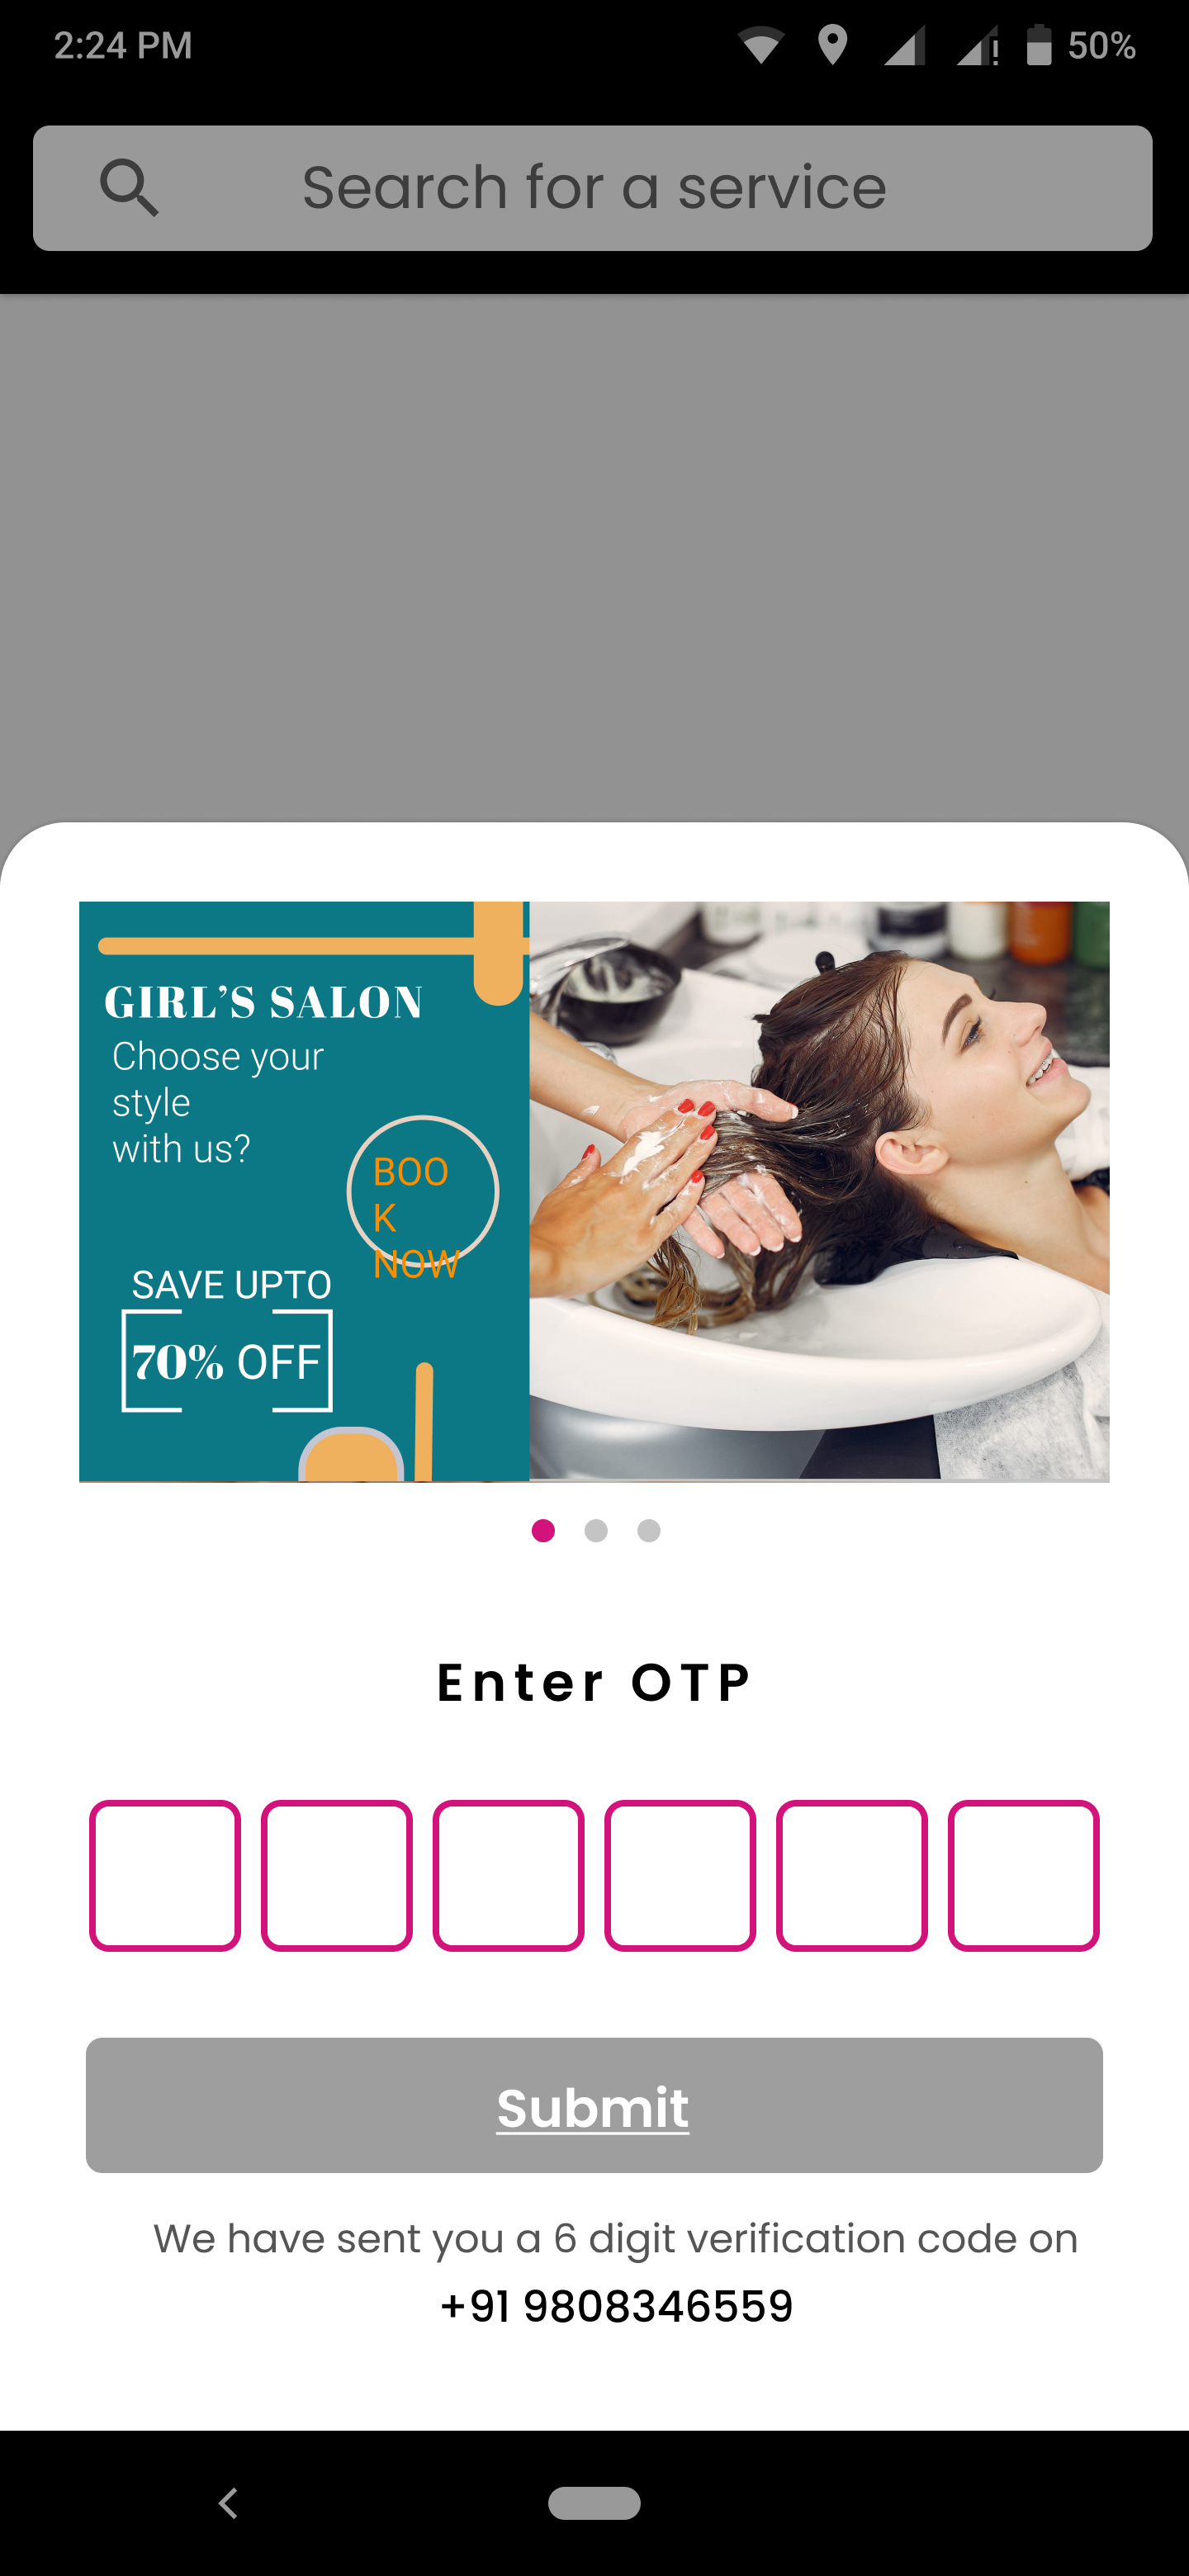 2:24 PM
50%
Search for a service
GIRL’S SALON
Choose your
style
with us?
BOO
K
NOW
SAVE UPTO
70% OFF
Enter OTP
Submit
We have sent you a 6 digit verification code on
+91 9808346559